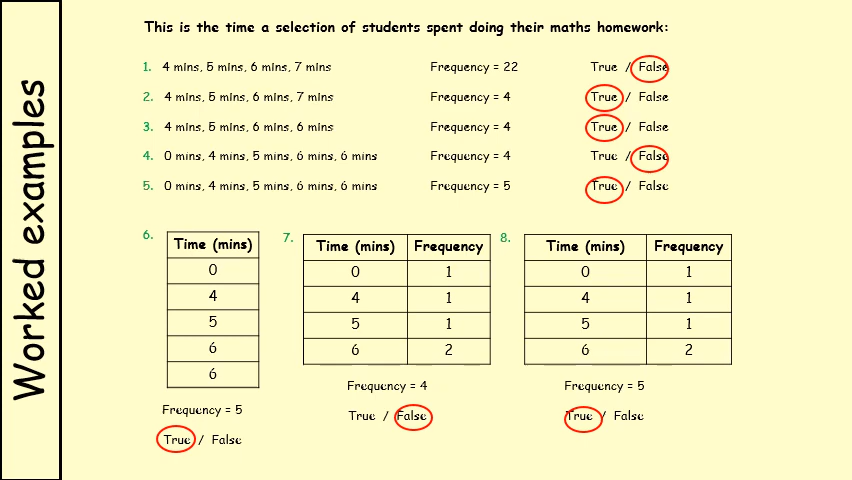 Worked examples
This is the time a selection of students spent doing their maths homework:
1. 4 mins, 5 mins, 6 mins, 7 mins Frequency = 22 True / False
2. 4 mins, 5 mins, 6 mins, 7 mins Frequency = 4 True / False
3. 4 mins, 5 mins, 6 mins, 6 mins Frequency = 4 True / False
4. 0 mins, 4 mins, 5 mins, 6 mins, 6 mins Frequency = 4 True / False
5. 0 mins, 4 mins, 5 mins, 6 mins, 6 mins Frequency = 5 True / False
6.
Time (mins)
0
4
5
6
6
Frequency = 5
True / False
7.
Time (mins) Frequency
0 1
4 1
5 1
6 2
Frequency = 4
True / False
8.
Time (mins) Frequency
0 1
4 1
5 1
6 2
Frequency = 5
True / False